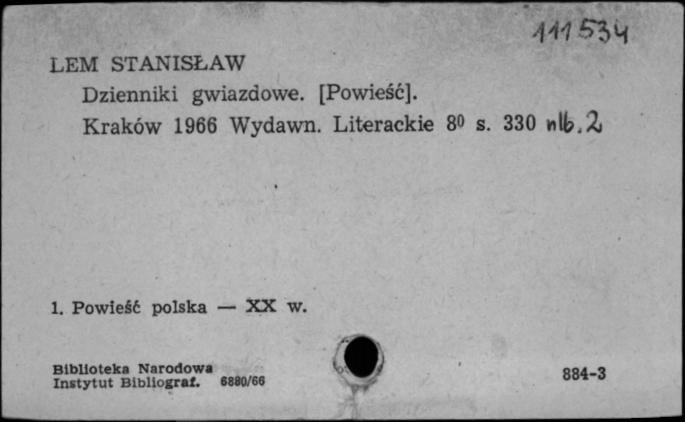 111534
LEM STANISŁAW
Dzienniki gwiazdowe. [Powieść].
Kraków 1966 Wydawn. Literackie 8⁰ s. 330 nlb. 2
1. Powieść polska — XX w.
Biblioteka Narodowa
Instytut Bibliograf. 6880/66
884-3